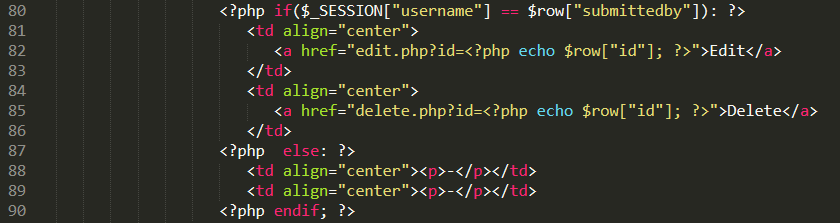 80 <?php if($_SESSION["username"] == $row["submittedby"]): ?>
81 <td align="center">
82 <a href="edit.php?id=<?php echo $row["id"]; ?>">Edit</a>
83 </td>
84 <td align="center">
85 <a href="delete.php?id=<?php echo $row["id"]; ?>">Delete</a>
86 </td>
87 <?php  else: ?>
88 <td align="center"><p>-</p></td>
89 <td align="center"><p>-</p></td>
90 <?php endif; ?>